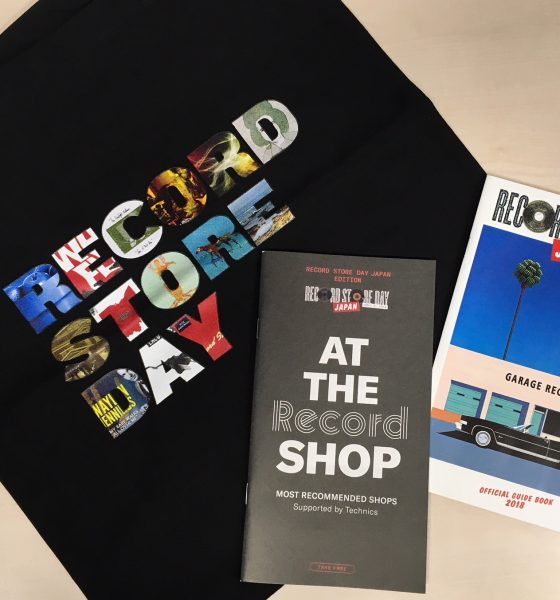 RECORD
STORE
DAY
RECORD STORE DAY JAPAN
EDITION
RECORD STORE DAY
JAPAN
AT
THE
Record
SHOP
MOST RECOMMENDED SHOPS
Supported by Technics
TAKE FREE
RECO
GARAGE REC
OFFICIAL GUIDE BOOK
2018